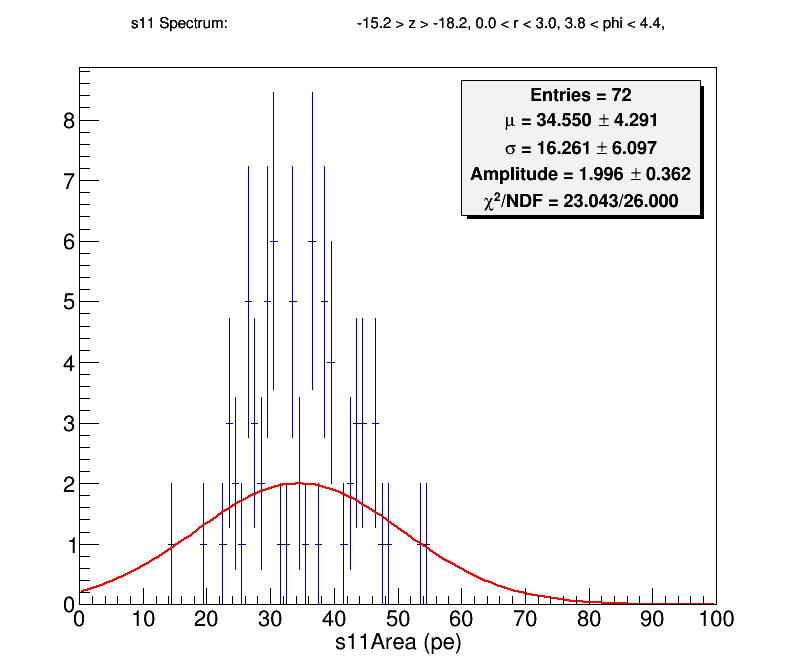 s11 Spectrum: -15.2 > z > -18.2, 0.0 < r < 3.0, 3.8 < phi < 4.4,
Entries = 72
μ = 34.550 ± 4.291
σ = 16.261 ± 6.097
Amplitude = 1.996 ± 0.362
χ²/NDF = 23.043/26.000
8
7
6
5
4
3
2
1
0
0 10 20 30 40 50 60 70 80 90 100
s11Area (pe)